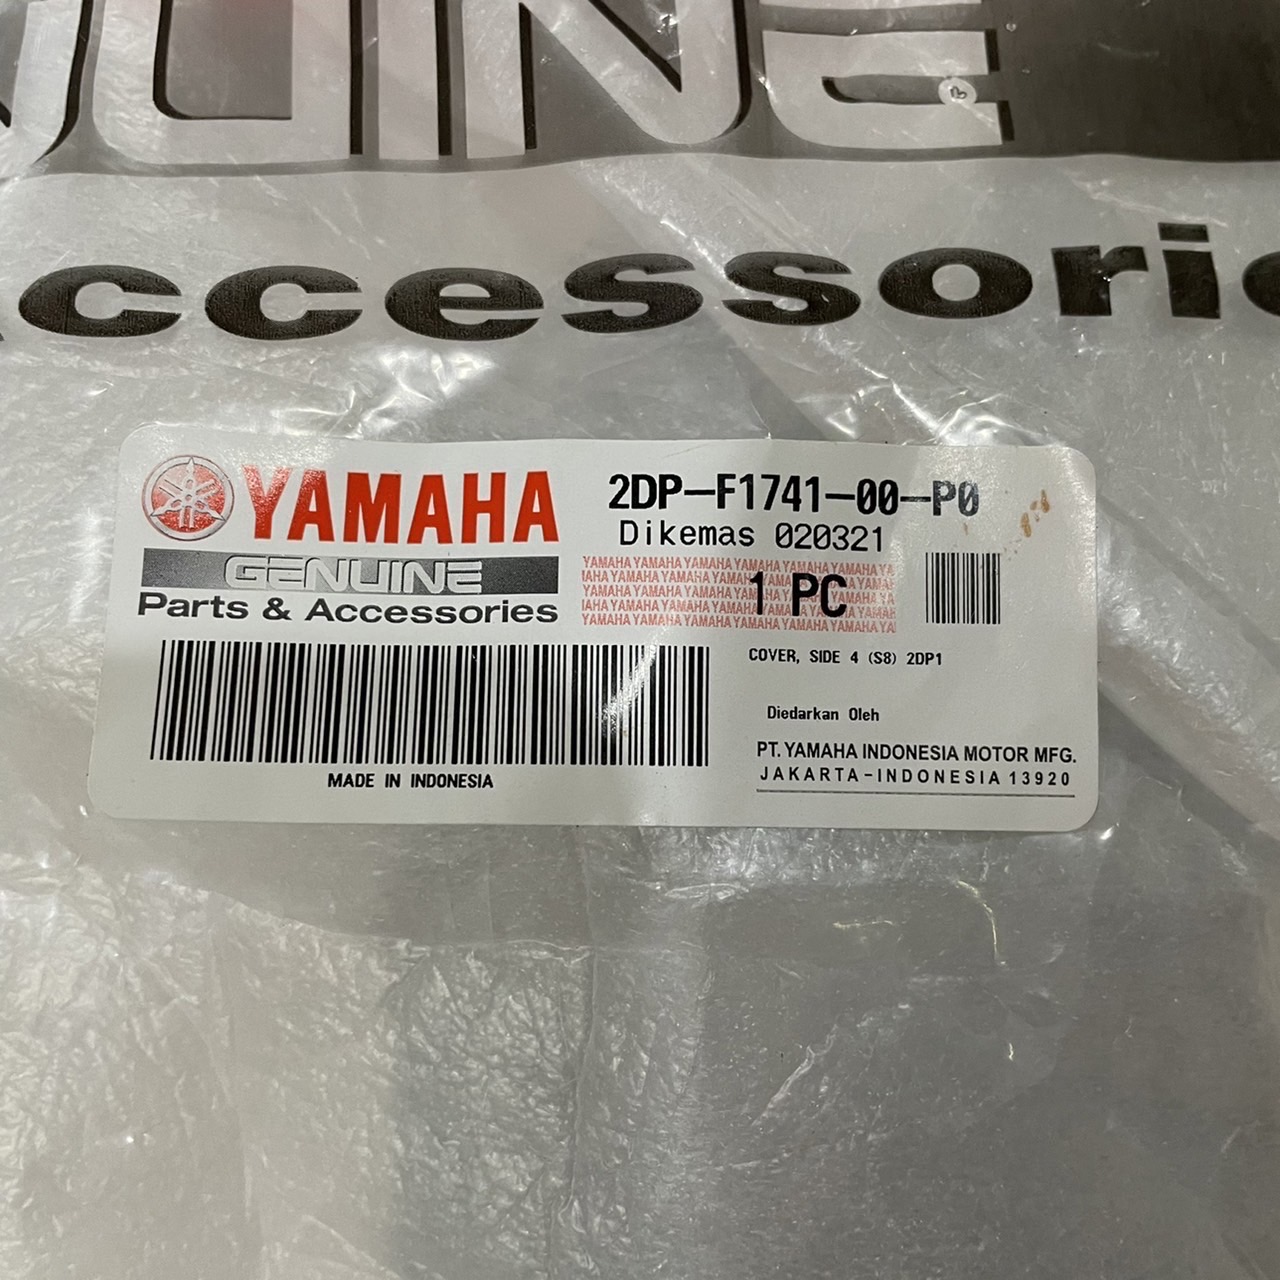 ccessori
YAMAHA
GENUINE
Parts & Accessories
2DP-F1741-00-P0
Dikemas 020321
1 PC
COVER, SIDE 4 (S8) 2DP1
Diedarkan Oleh
PT. YAMAHA INDONESIA MOTOR MFG.
JAKARTA-INDONESIA 13920
MADE IN INDONESIA